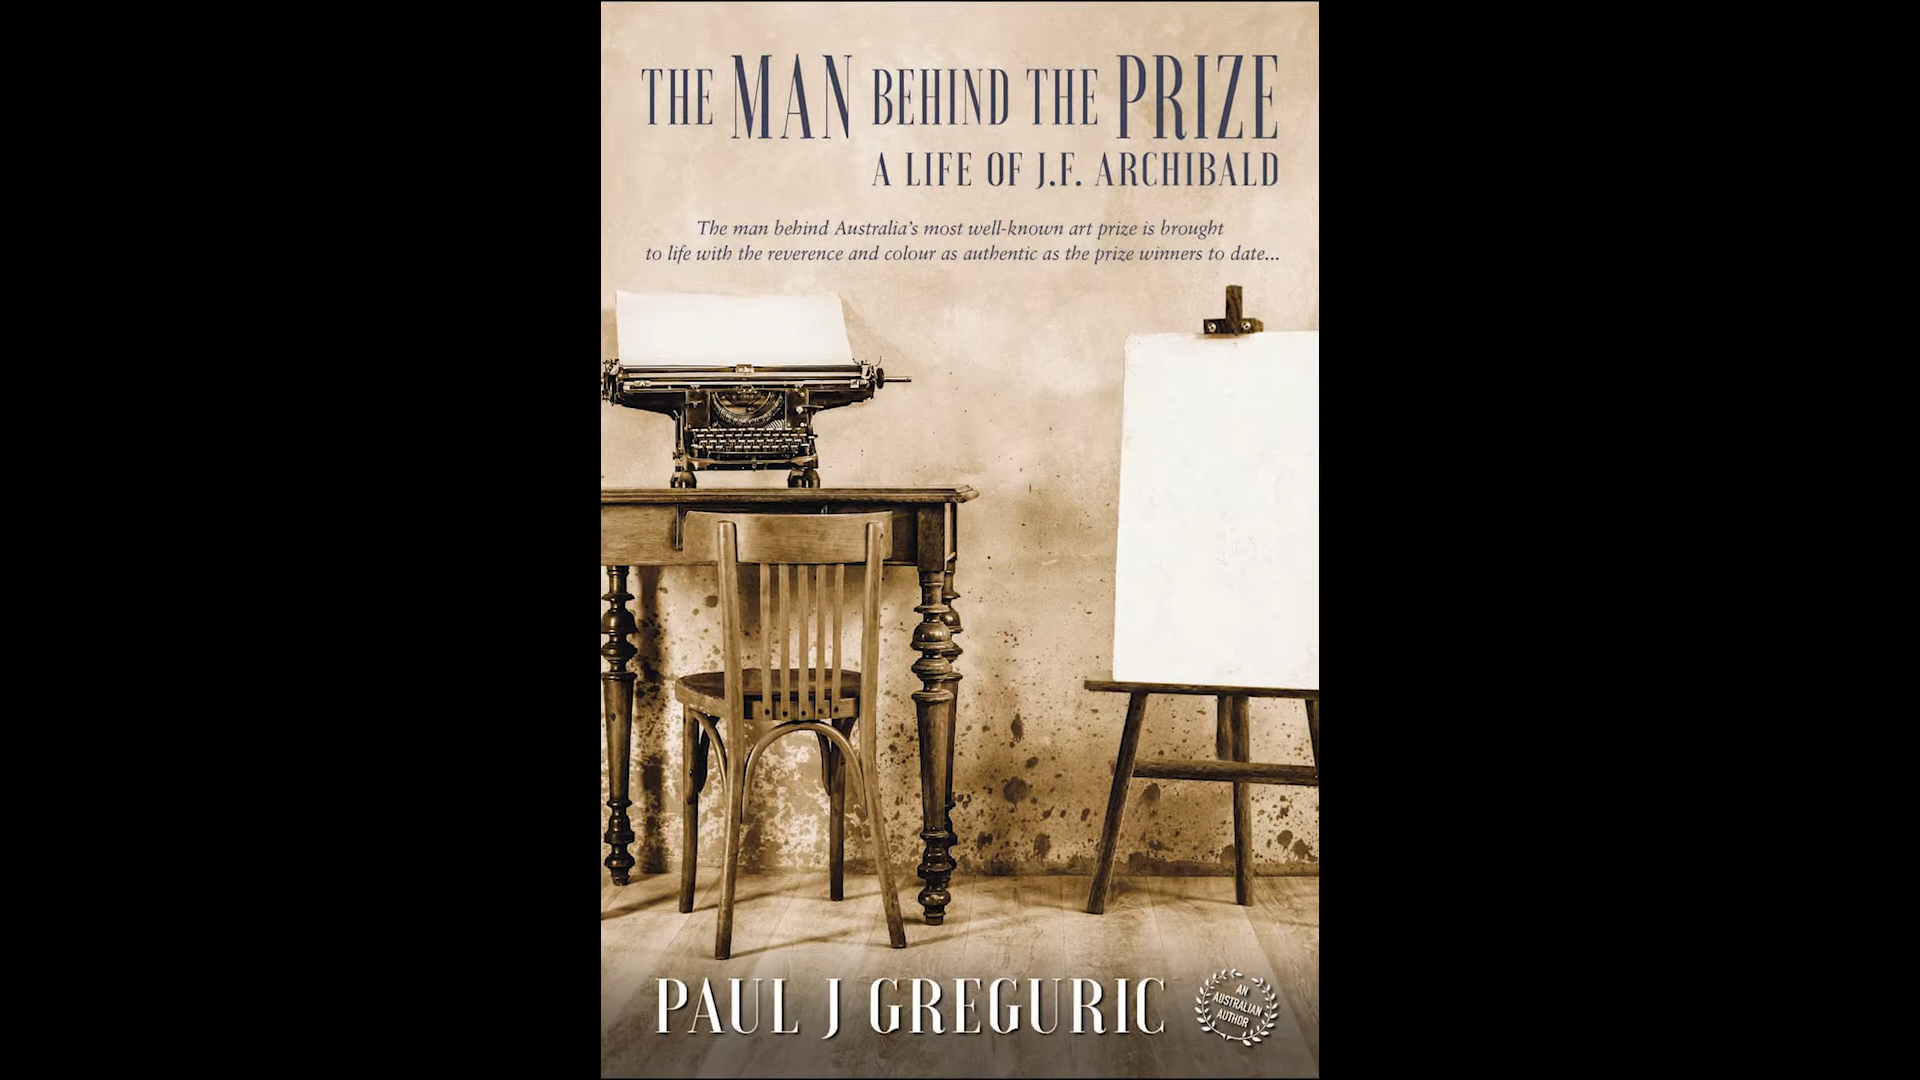 THE MAN BEHIND THE PRIZE
A LIFE OF J.F. ARCHIBALD
The man behind Australia's most well-known art prize is brought
to life with the reverence and colour as authentic as the prize winners to date...
PAUL J GREGURIC
AN
AUSTRALIAN
AUTHOR